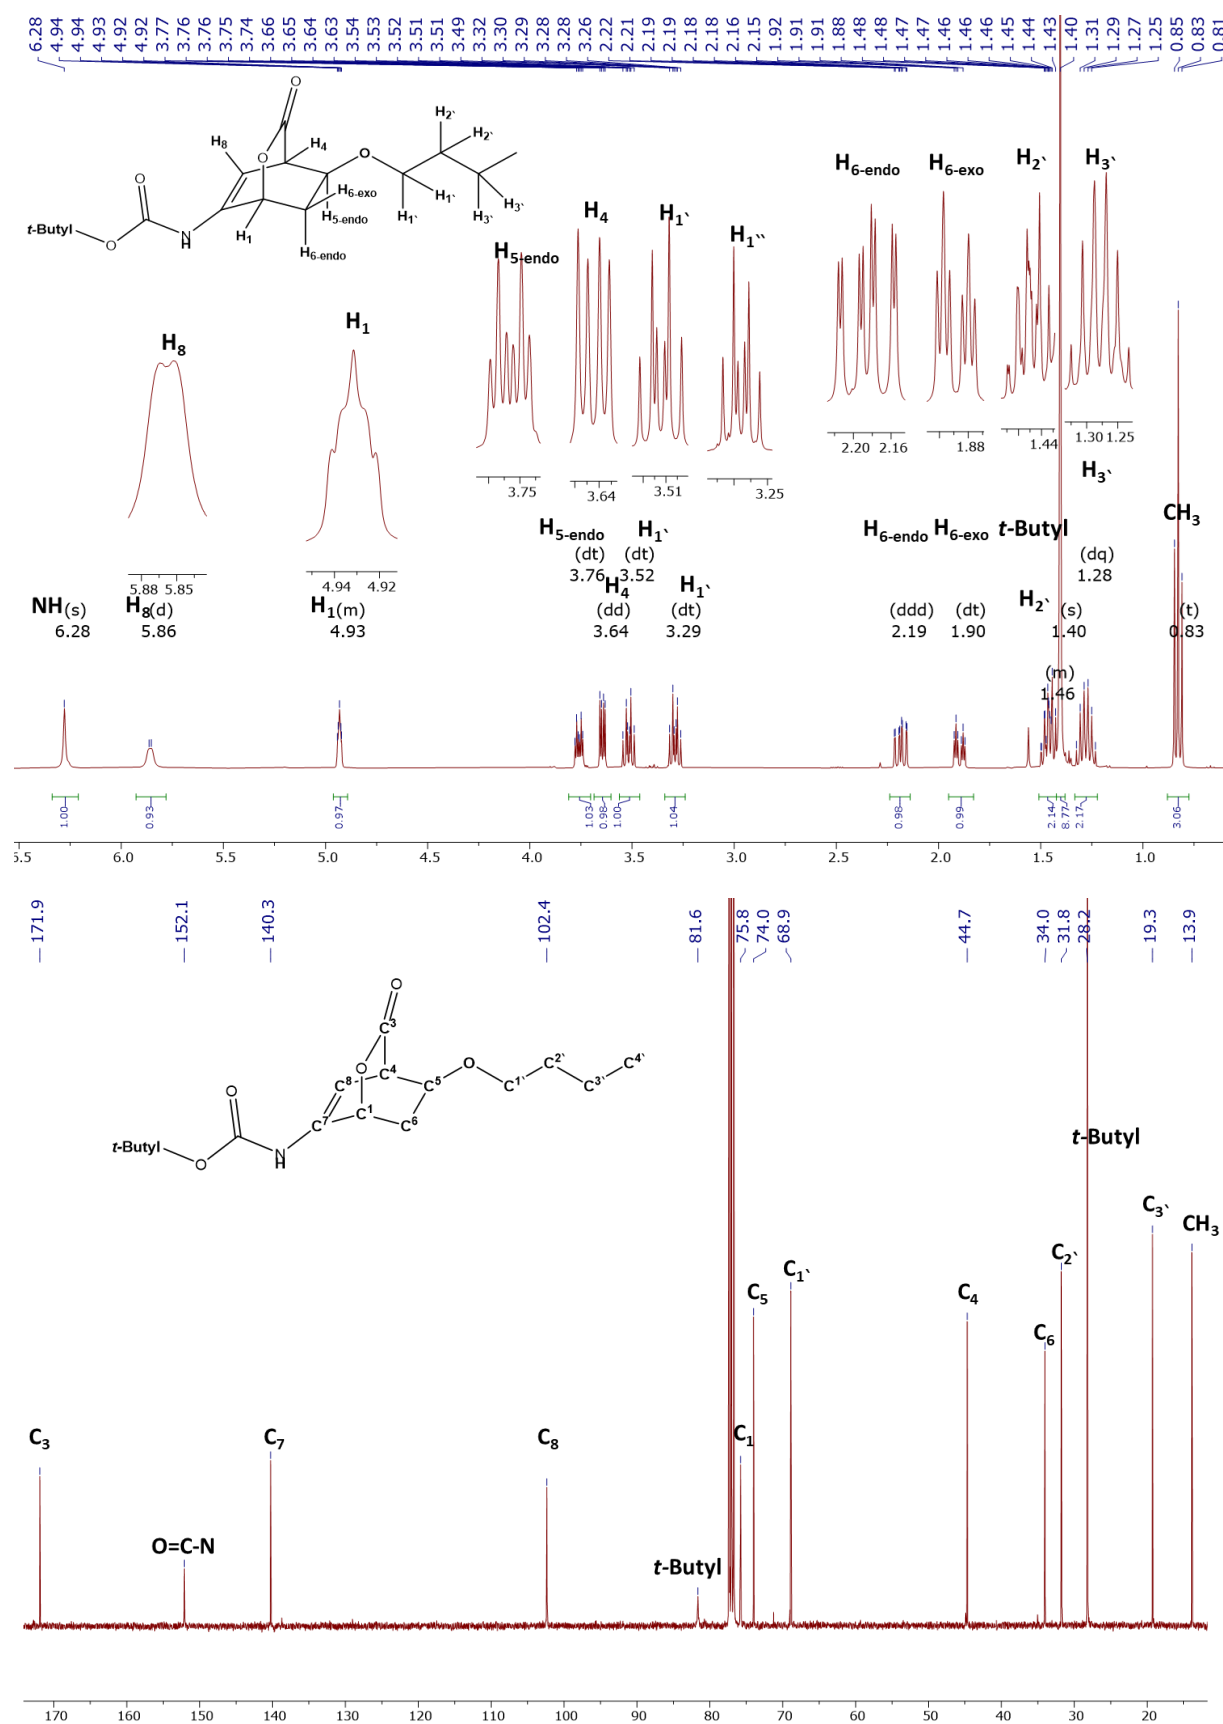 6.28 4.94 4.94 4.93 4.92 4.92 3.77 3.76 3.76 3.75 3.74 3.66 3.65 3.64 3.63 3.54 3.53 3.52 3.51 3.51 3.49 3.32 3.30 3.29 3.28 3.28 3.26 2.22 2.21 2.19 2.19 2.18 2.18 2.16 2.15 1.92 1.91 1.91 1.88 1.48 1.48 1.47 1.47 1.46 1.46 1.46 1.45 1.44 1.43 1.40 1.31 1.29 1.27 1.25 0.85 0.83 0.81
O
H2`
H8 O H4 O H2`
O H6-exo H1` H3`
t-Butyl O N H H1 H5-endo H1` H3`
H6-endo
H6-endo H6-exo H2` H3`
H5-endo H4 H1` H1``
H8 H1
2.20 2.16 1.88 1.44 1.30 1.25
3.75 3.64 3.51 3.25
5.88 5.85 4.94 4.92
H3`
H5-endo H1` H6-endo H6-exo t-Butyl CH3
(dt) (dt) (dq)
3.76 3.52 1.28
H4 H1` H2`
NH(s) H8(d) H1(m) (dd) (dt) (ddd) (dt) (s) (t)
6.28 5.86 4.93 3.64 3.29 2.19 1.90 1.40 0.83
(m)
1.46
1.00 0.93 0.97 1.03 0.98 1.00 1.04 0.98 0.99 2.14 8.77 2.17 3.06
6.0 5.5 5.0 4.5 4.0 3.5 3.0 2.5 2.0 1.5 1.0
171.9 152.1 140.3 102.4 81.6 75.8 74.0 68.9 44.7 34.0 31.8 28.2 19.3 13.9
O
C3
O C4 O C2` C4`
C8 C5 C1` C3`
O C7 C1 C6
t-Butyl O N H
t-Butyl
C3` CH3
C2`
C5 C1` C4
C6
C3 C7 C8 C1
O=C-N
t-Butyl
170 160 150 140 130 120 110 100 90 80 70 60 50 40 30 20